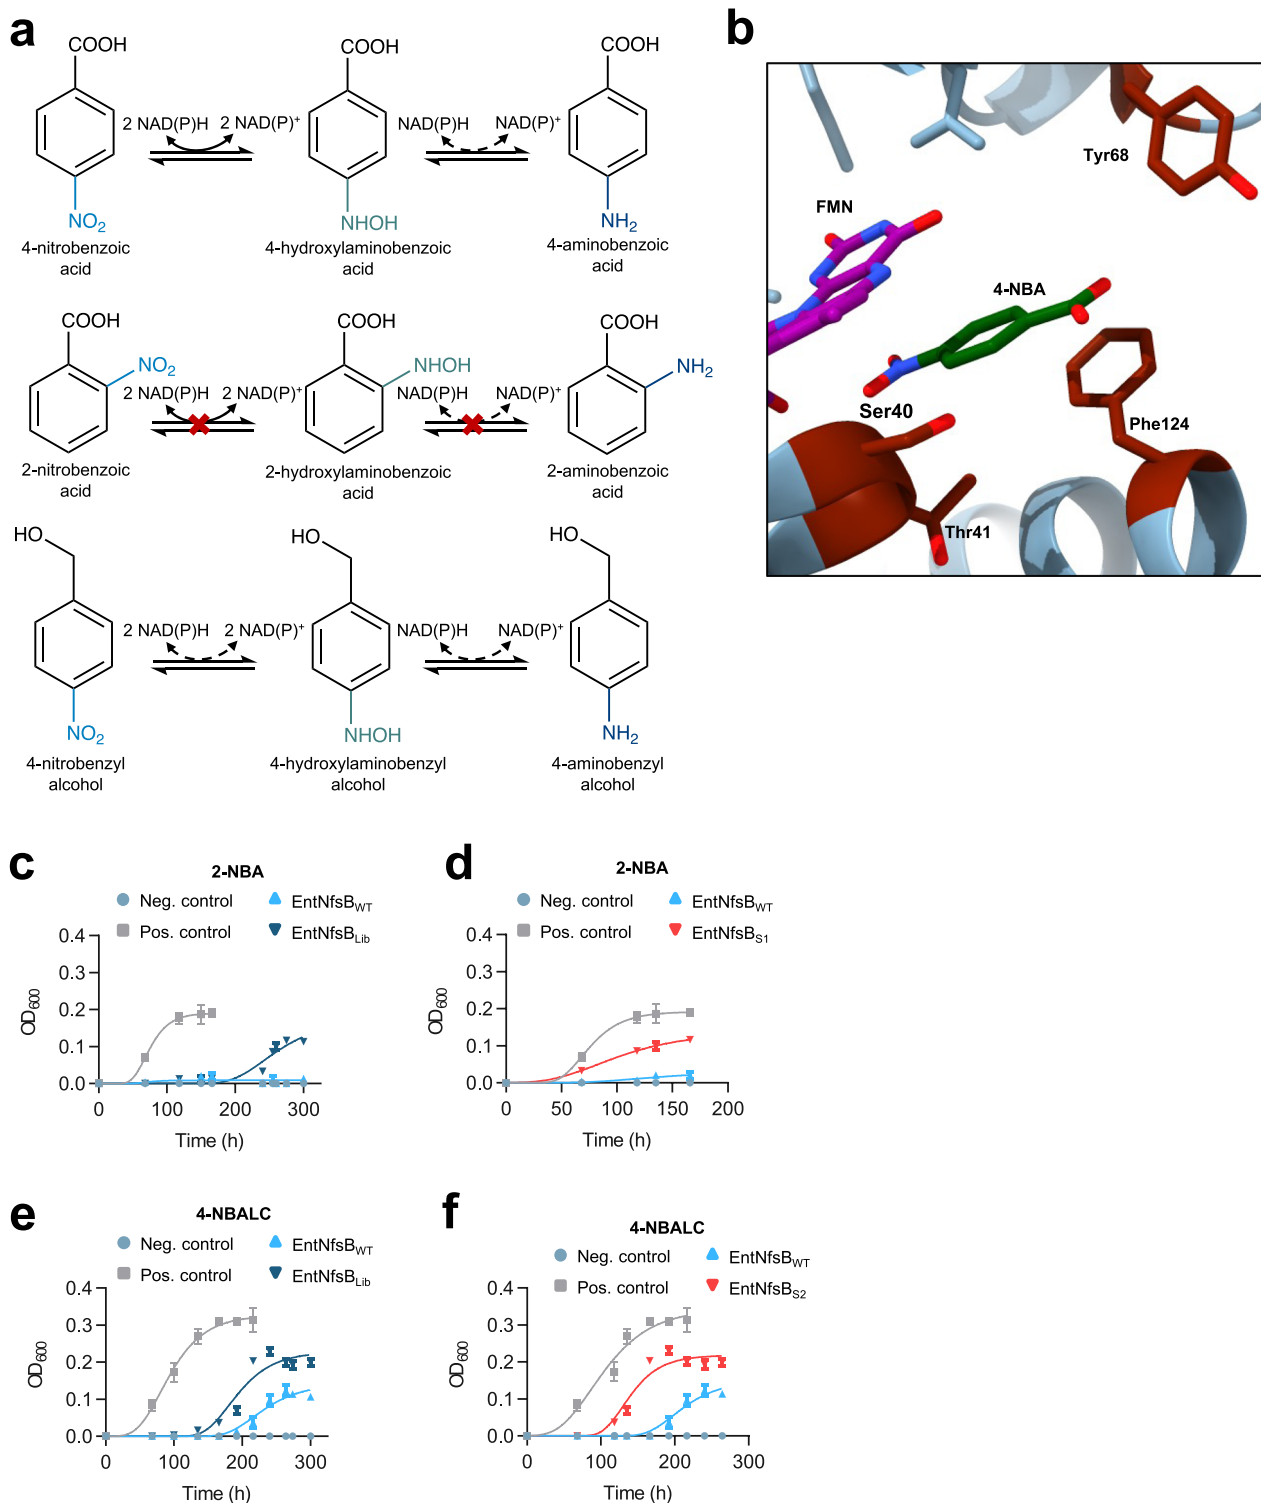 a
COOH
COOH
COOH
2 NAD(P)H 2 NAD(P)+
NAD(P)H NAD(P)+
NO2
NHOH
NH2
4-nitrobenzoic
acid
4-hydroxylaminobenzoic
acid
4-aminobenzoic
acid
COOH
COOH
COOH
NO2
NHOH
NH2
2 NAD(P)H 2 NAD(P)+
NAD(P)H NAD(P)+
2-nitrobenzoic
acid
2-hydroxylaminobenzoic
acid
2-aminobenzoic
acid
HO
HO
HO
2 NAD(P)H 2 NAD(P)+
NAD(P)H NAD(P)+
NO2
NHOH
NH2
4-nitrobenzyl
alcohol
4-hydroxylaminobenzyl
alcohol
4-aminobenzyl
alcohol
b
Tyr68
FMN
4-NBA
Ser40
Phe124
Thr41
c
2-NBA
Neg. control EntNfsBWT
Pos. control EntNfsBLib
0.4
0.3
0.2
0.1
0.0
OD600
0 100 200 300
Time (h)
d
2-NBA
Neg. control EntNfsBWT
Pos. control EntNfsBS1
0.4
0.3
0.2
0.1
0.0
OD600
0 50 100 150 200
Time (h)
e
4-NBALC
Neg. control EntNfsBWT
Pos. control EntNfsBLib
0.4
0.3
0.2
0.1
0.0
OD600
0 100 200 300
Time (h)
f
4-NBALC
Neg. control EntNfsBWT
Pos. control EntNfsBS2
0.4
0.3
0.2
0.1
0.0
OD600
0 100 200 300
Time (h)